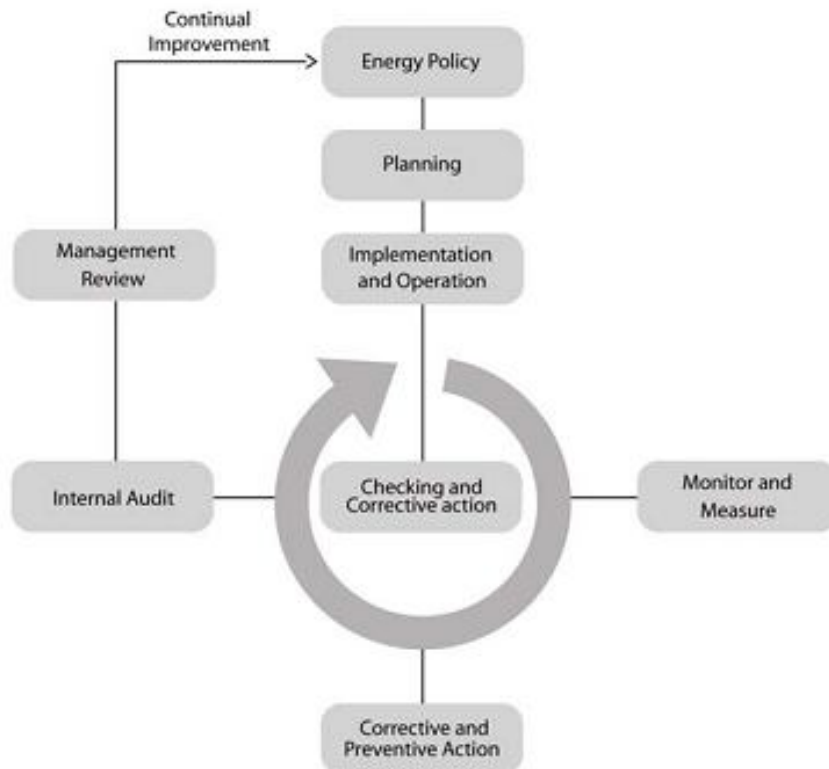 Continual
Improvement
Energy Policy
Planning
Management
Review
Implementation
and Operation
Internal Audit
Checking and
Corrective action
Monitor and
Measure
Corrective and
Preventive Action